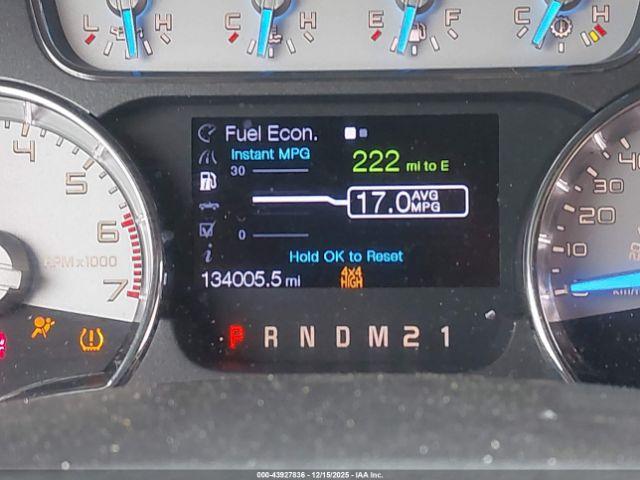 L H C H E F C H
Fuel Econ.
Instant MPG
222 mi to E
30
17.0 AVG MPG
0
Hold OK to Reset
134005.5 mi
4x4 HIGH
P R N D M 2 1
4
5
6
7
RPM x1000
40
30
20
10
000-43927836 - 12/15/2025 - IAA Inc.